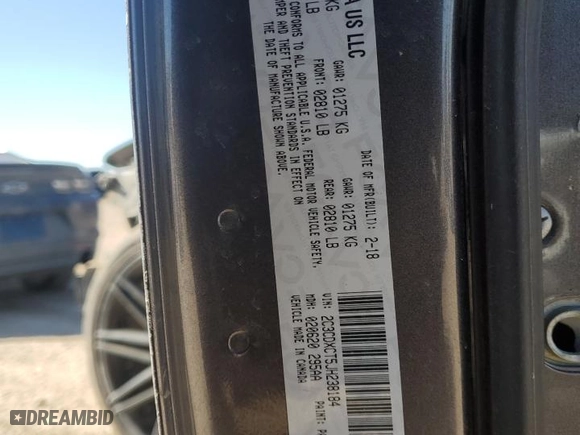 A US LLC
DATE OF MFR(BUILT): 2-18
KG
LB
GAWR: 01275 KG
FRONT: 02810 LB
GAWR: 01275 KG
REAR: 02810 LB
CONFORMS TO ALL APPLICABLE U.S.A. FEDERAL MOTOR VEHICLE SAFETY,
MPER AND THEFT PREVENTION STANDARDS IN EFFECT ON
THE DATE OF MANUFACTURE SHOWN ABOVE.
VIN: 2C3CDXCT5JH238184
MDH: 020620 295AA
VEHICLE MADE IN CANADA
PAINT: P
DREAMBID